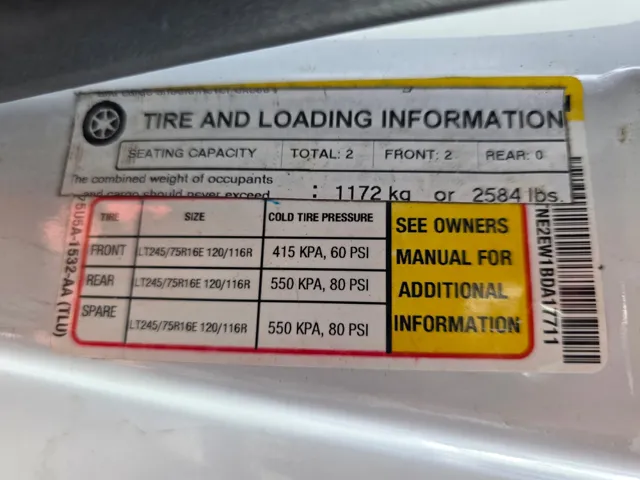 TIRE AND LOADING INFORMATION
SEATING CAPACITY TOTAL: 2 FRONT: 2 REAR: 0
The combined weight of occupants
and cargo should never exceed : 1172 kg or 2584 lbs.
TIRE SIZE COLD TIRE PRESSURE
FRONT LT245/75R16E 120/116R 415 KPA, 60 PSI
REAR LT245/75R16E 120/116R 550 KPA, 80 PSI
SPARE LT245/75R16E 120/116R 550 KPA, 80 PSI
SEE OWNERS
MANUAL FOR
ADDITIONAL
INFORMATION
5U5A-1532-AA (TLU)
NE2EW1BDA17711